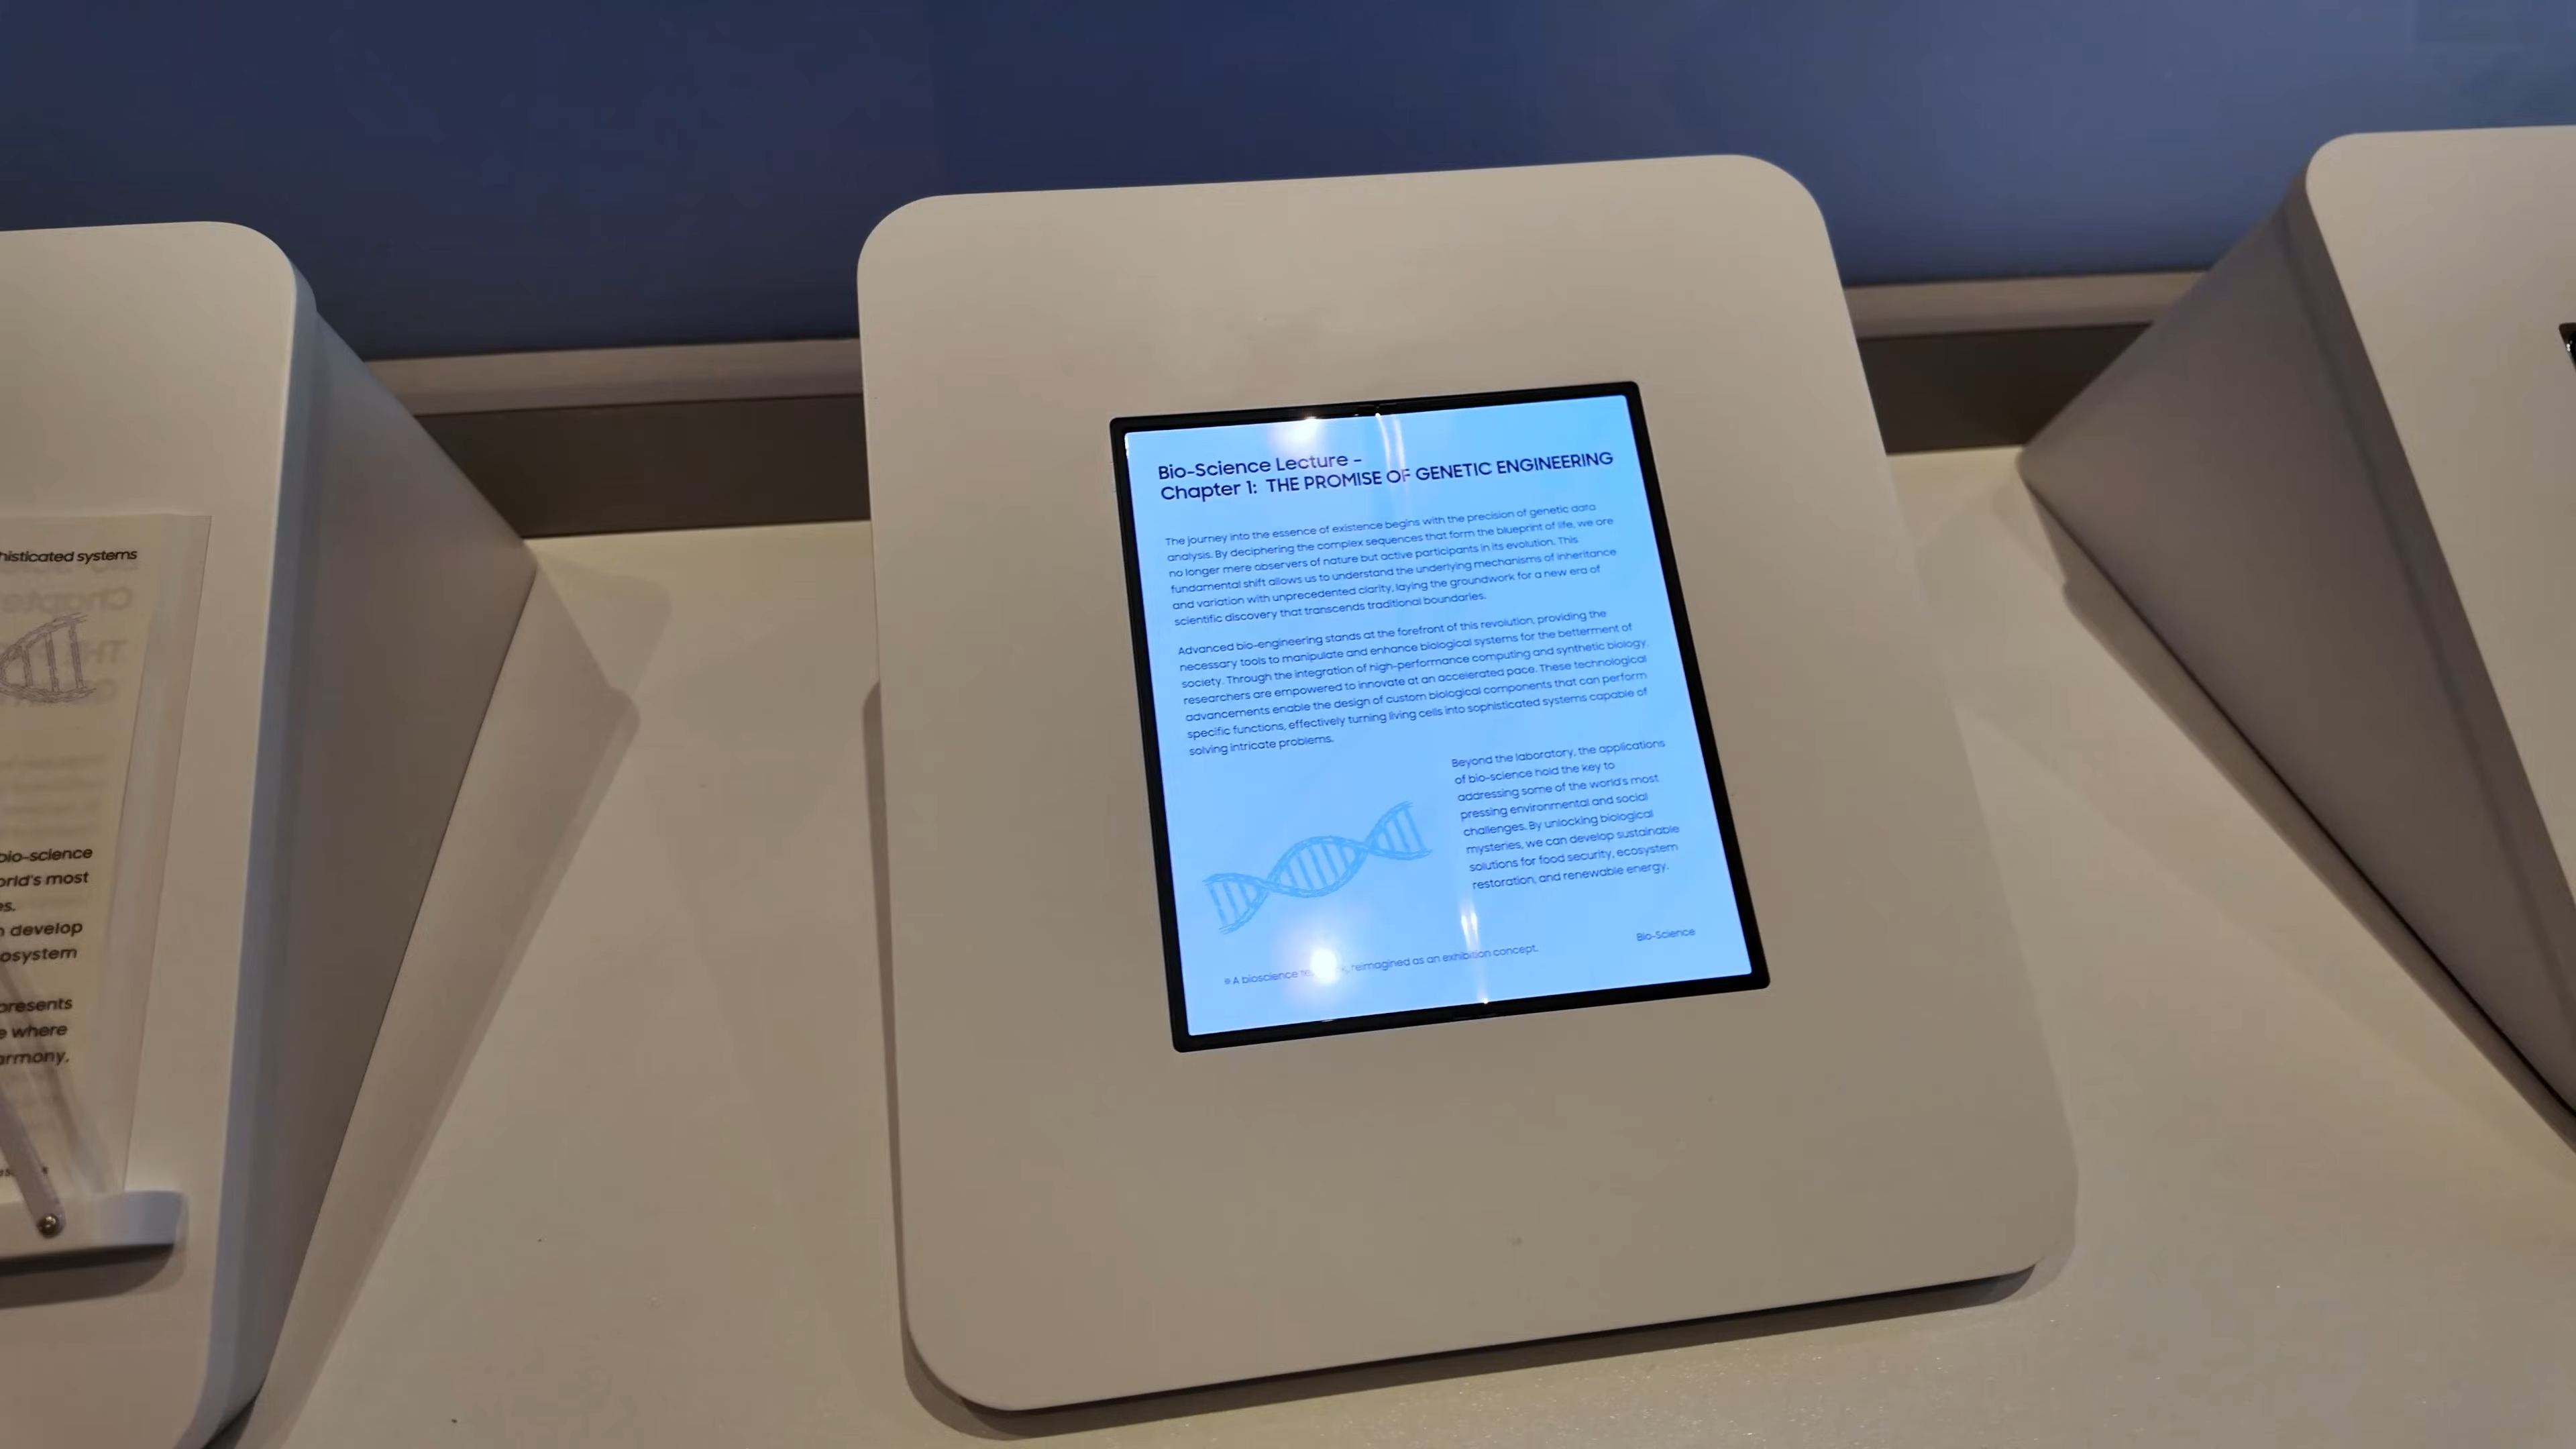 histicated systems
bio-science
orld's most
es.
develop
osystem
presents
e where
armony,
Bio-Science Lecture –
Chapter 1: THE PROMISE OF GENETIC ENGINEERING
The journey into the essence of existence begins with the precision of genetic data
analysis. By deciphering the complex sequences that form the blueprint of life, we are
no longer mere observers of nature but active participants in its evolution. This
fundamental shift allows us to understand the underlying mechanisms of inheritance
and variation with unprecedented clarity, laying the groundwork for a new era of
scientific discovery that transcends traditional boundaries.
Advanced bio-engineering stands at the forefront of this revolution, providing the
necessary tools to manipulate and enhance biological systems for the betterment of
society. Through the integration of high-performance computing and synthetic biology,
researchers are empowered to innovate at an accelerated pace. These technological
advancements enable the design of custom biological components that can perform
specific functions, effectively turning living cells into sophisticated systems capable of
solving intricate problems.
Beyond the laboratory, the applications
of bio-science hold the key to
addressing some of the world's most
pressing environmental and social
challenges. By unlocking biological
mysteries, we can develop sustainable
solutions for food security, ecosystem
restoration, and renewable energy.
A bioscience reimagined as an exhibition concept.
Bio-Science